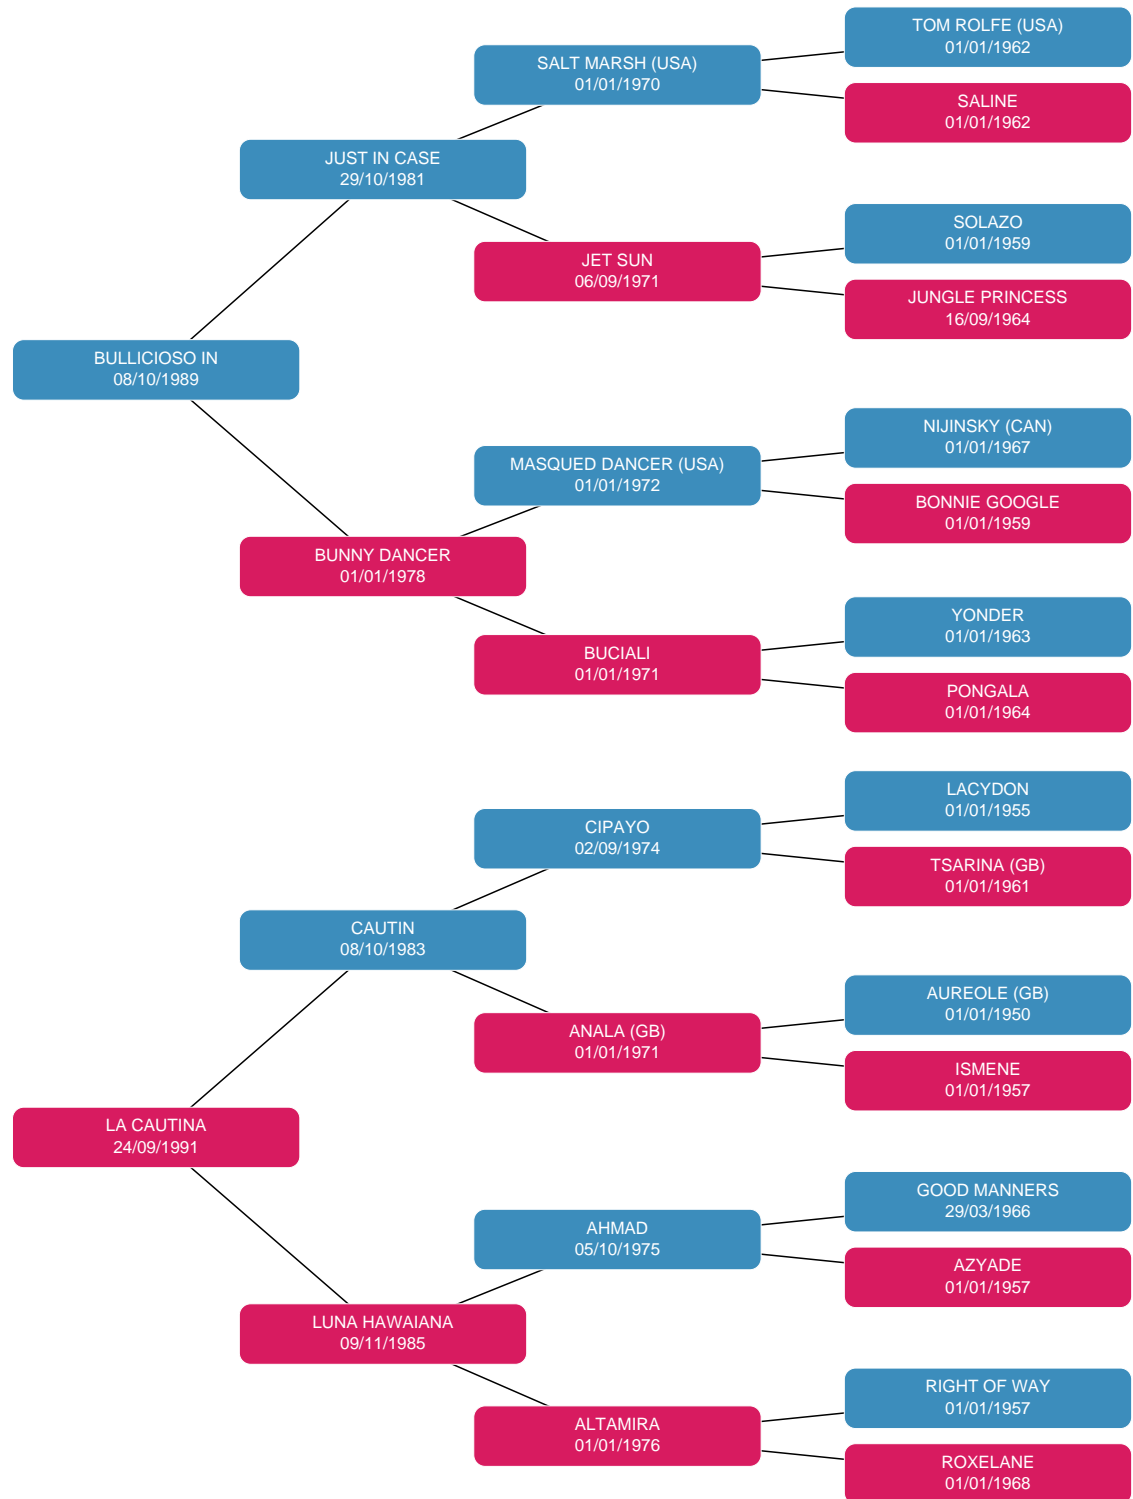 TOM ROLFE (USA)
01/01/1962
SALT MARSH (USA)
01/01/1970
SALINE
01/01/1962
JUST IN CASE
29/10/1981
SOLAZO
01/01/1959
JET SUN
06/09/1971
JUNGLE PRINCESS
16/09/1964
BULLICIOSO IN
08/10/1989
NIJINSKY (CAN)
01/01/1967
MASQUED DANCER (USA)
01/01/1972
BONNIE GOOGLE
01/01/1959
BUNNY DANCER
01/01/1978
YONDER
01/01/1963
BUCIALI
01/01/1971
PONGALA
01/01/1964
LACYDON
01/01/1955
CIPAYO
02/09/1974
TSARINA (GB)
01/01/1961
CAUTIN
08/10/1983
AUREOLE (GB)
01/01/1950
ANALA (GB)
01/01/1971
ISMENE
01/01/1957
LA CAUTINA
24/09/1991
GOOD MANNERS
29/03/1966
AHMAD
05/10/1975
AZYADE
01/01/1957
LUNA HAWAIANA
09/11/1985
RIGHT OF WAY
01/01/1957
ALTAMIRA
01/01/1976
ROXELANE
01/01/1968